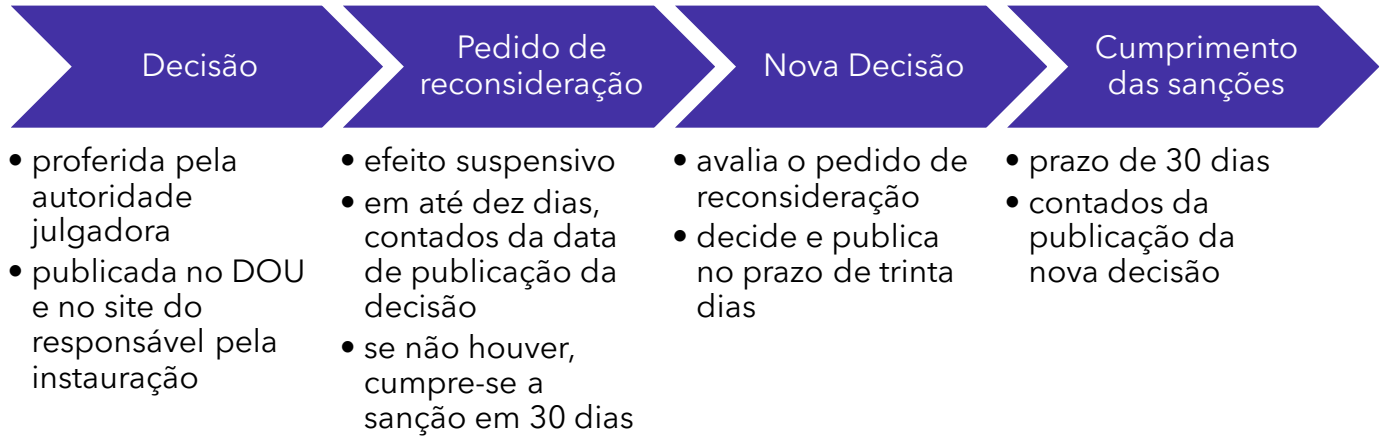 Decisão
Pedido de
reconsideração
Nova Decisão
Cumprimento
das sanções
• proferida pela
autoridade
julgadora
• publicada no DOU
e no site do
responsável pela
instauração
• efeito suspensivo
• em até dez dias,
contados da data
de publicação da
decisão
• se não houver,
cumpre-se a
sanção em 30 dias
• avalia o pedido de
reconsideração
• decide e publica
no prazo de trinta
dias
• prazo de 30 dias
• contados da
publicação da
nova decisão